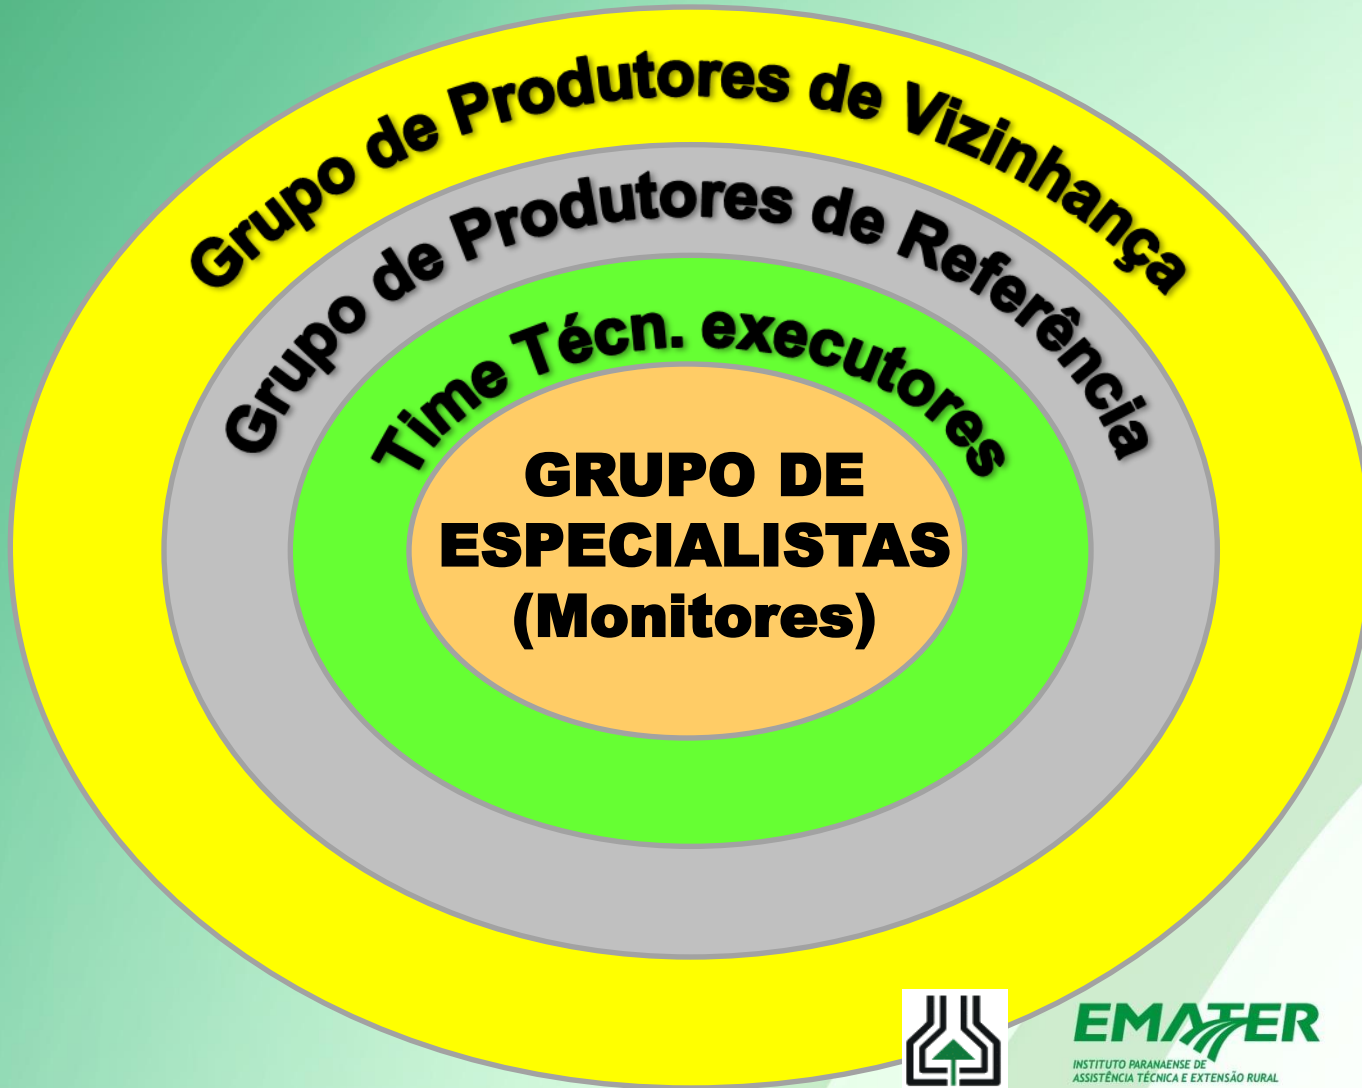 Grupo de Produtores de Vizinhança
Grupo de Produtores de Referência
Time Técn. executores
GRUPO DE
ESPECIALISTAS
(Monitores)
EMATER
INSTITUTO PARANAENSE DE
ASSISTÊNCIA TÉCNICA E EXTENSÃO RURAL